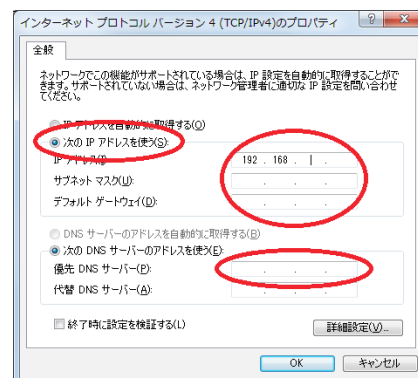 インターネット プロトコル バージョン 4 (TCP/IPv4)のプロパティ
全般
ネットワークでこの機能がサポートされている場合は、IP 設定を自動的に取得することがで
きます。サポートされていない場合は、ネットワーク管理者に適切な IP 設定を問い合わせ
てください。
IP アドレスを自動的に取得する(O)
次の IP アドレスを使う(S):
IP アドレス(I): 192 . 168 . .
サブネット マスク(U): . . .
デフォルト ゲートウェイ(D): . . .
DNS サーバーのアドレスを自動的に取得する(B)
次の DNS サーバーのアドレスを使う(E):
優先 DNS サーバー(P): . . .
代替 DNS サーバー(A): . . .
終了時に設定を検証する(L)
詳細設定(V)...
OK キャンセル